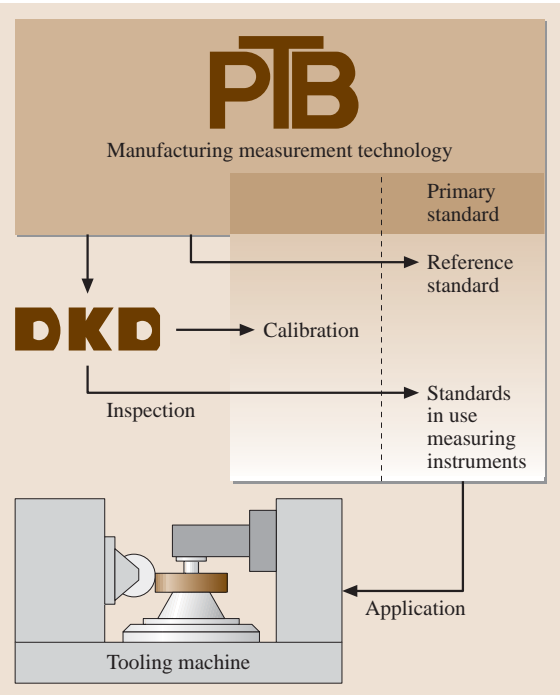 PTB
Manufacturing measurement technology
Primary
standard
Reference
standard
DKD
Calibration
Inspection
Standards
in use
measuring
instruments
Application
Tooling machine